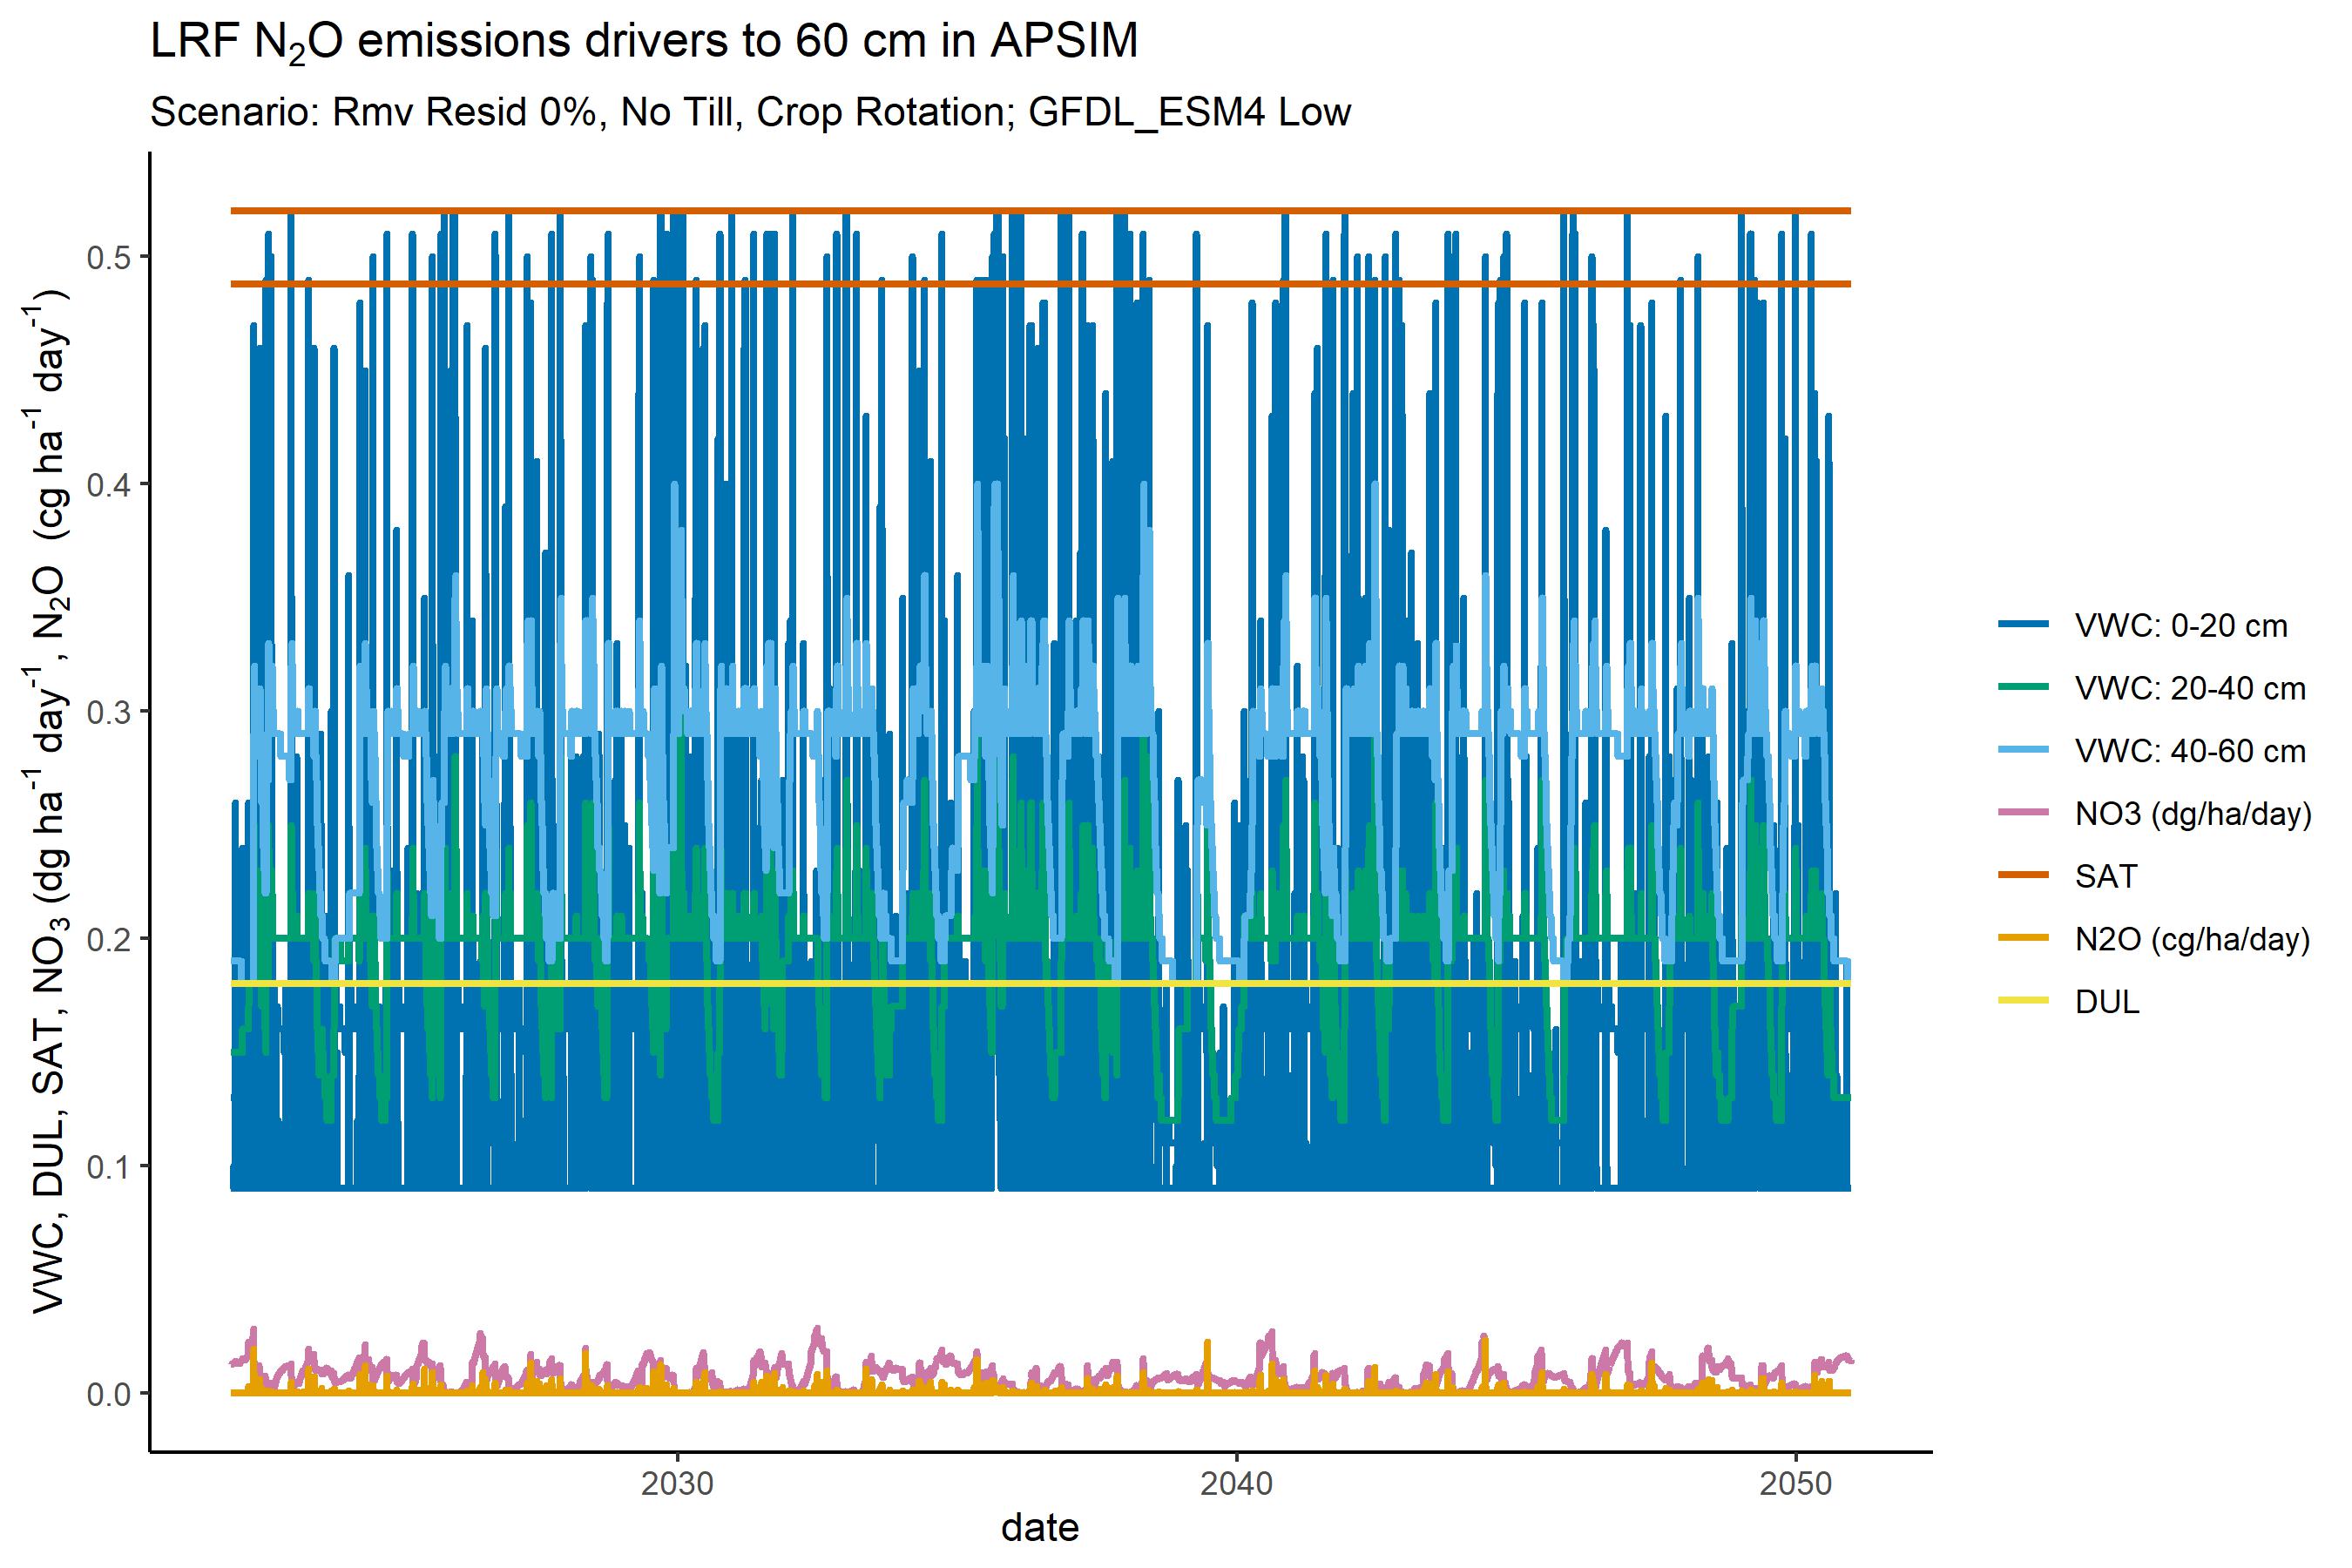 LRF N₂O emissions drivers to 60 cm in APSIM
Scenario: Rmv Resid 0%, No Till, Crop Rotation; GFDL_ESM4 Low
VWC, DUL, SAT, NO₃ (dg ha⁻¹ day⁻¹, N₂O (cg ha⁻¹ day⁻¹)
0.5
0.4
0.3
0.2
0.1
0.0
2030
2040
2050
date
VWC: 0-20 cm
VWC: 20-40 cm
VWC: 40-60 cm
NO3 (dg/ha/day)
SAT
N2O (cg/ha/day)
DUL